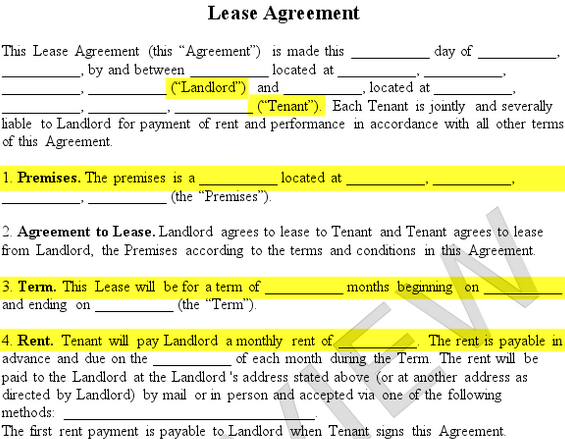 Lease Agreement
This Lease Agreement (this “Agreement”) is made this __________ day of __________,
__________, by and between __________ located at __________, __________,
__________, __________ (“Landlord”) and __________, located at __________,
__________, __________, __________ (“Tenant”). Each Tenant is jointly and severally
liable to Landlord for payment of rent and performance in accordance with all other terms
of this Agreement.
1. Premises. The premises is a __________ located at __________, __________,
__________, __________ (the “Premises”).
2. Agreement to Lease. Landlord agrees to lease to Tenant and Tenant agrees to lease
from Landlord, the Premises according to the terms and conditions in this Agreement.
3. Term. This Lease will be for a term of __________ months beginning on __________
and ending on __________ (the “Term”).
4. Rent. Tenant will pay Landlord a monthly rent of __________. The rent is payable in
advance and due on the __________ of each month during the Term. The rent will be
paid to the Landlord at the Landlord's address stated above (or at another address as
directed by Landlord) by mail or in person and accepted via one of the following
methods: ______________________________.
The first rent payment is payable to Landlord when Tenant signs this Agreement.
VIEW